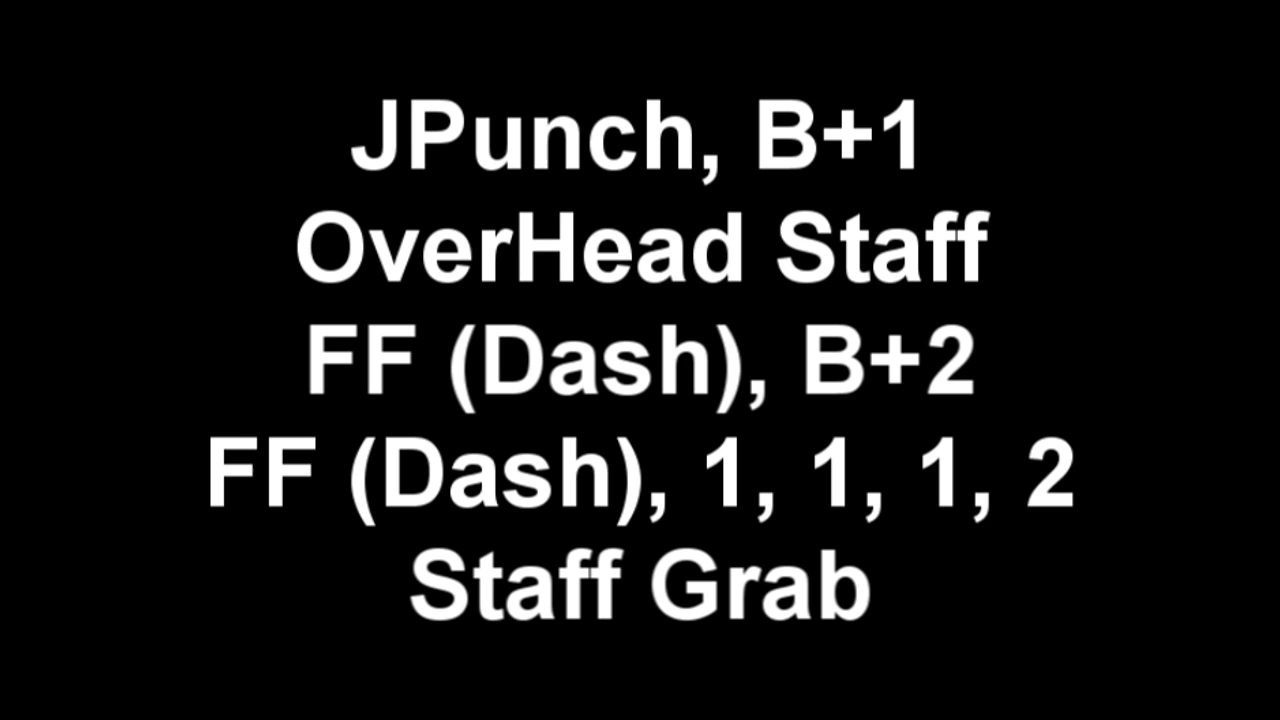 JPunch, B+1
OverHead Staff
FF (Dash), B+2
FF (Dash), 1, 1, 1, 2
Staff Grab